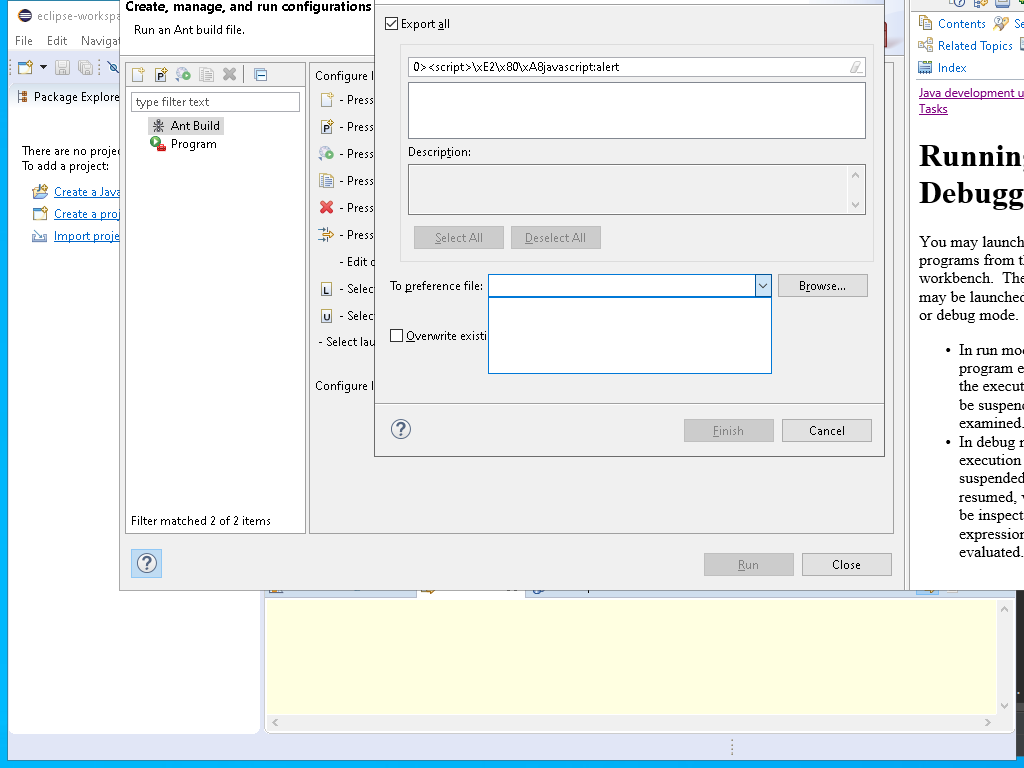 eclipse-workspa
File Edit Navigat
Package Explore
There are no projec
To add a project:
Create a Java
Create a proj
Import proje
Create, manage, and run configurations
Run an Ant build file.
type filter text
Ant Build
Program
Filter matched 2 of 2 items
Configure l
- Press
- Press
- Press
- Press
- Press
- Press
- Edit o
- Selec
- Selec
- Select lau
Configure l
Export all
0><script>\xE2\x80\xA8javascript:alert
Description:
Select All Deselect All
To preference file:
Browse...
Overwrite existi
Finish Cancel
Run Close
Contents Se
Related Topics
Index
Java development u
Tasks
Running
Debugg
You may launch
programs from th
workbench. The
may be launched
or debug mode.
• In run mod
program e
the execut
be suspend
examined.
• In debug m
execution
suspended
resumed, v
be inspect
expression
evaluated.